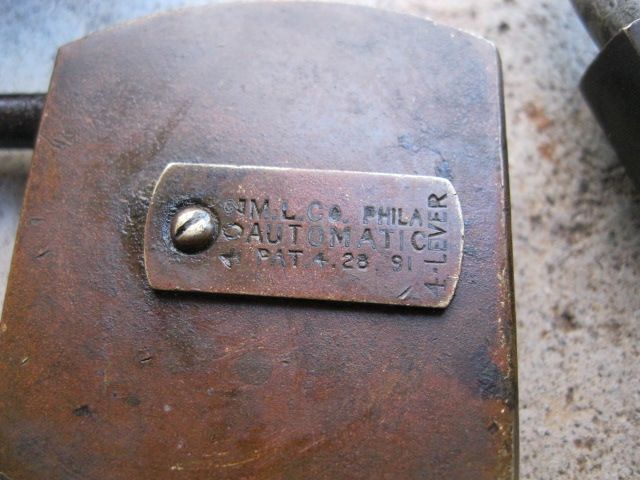 M.L.Co. PHILA
AUTOMATIC
PAT. 4.28.91
4-LEVER